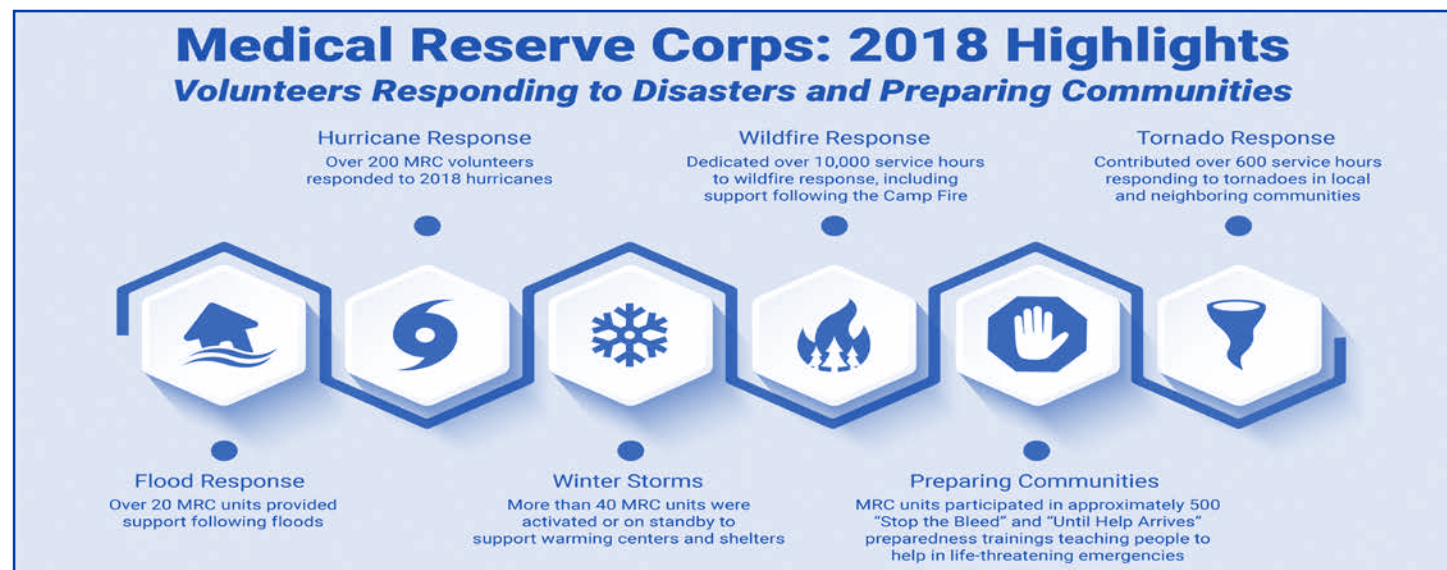 Medical Reserve Corps: 2018 Highlights
Volunteers Responding to Disasters and Preparing Communities
Hurricane Response
Over 200 MRC volunteers
responded to 2018 hurricanes
Wildfire Response
Dedicated over 10,000 service hours
to wildfire response, including
support following the Camp Fire
Tornado Response
Contributed over 600 service hours
responding to tornadoes in local
and neighboring communities
Flood Response
Over 20 MRC units provided
support following floods
Winter Storms
More than 40 MRC units were
activated or on standby to
support warming centers and shelters
Preparing Communities
MRC units participated in approximately 500
“Stop the Bleed” and “Until Help Arrives”
preparedness trainings teaching people to
help in life-threatening emergencies